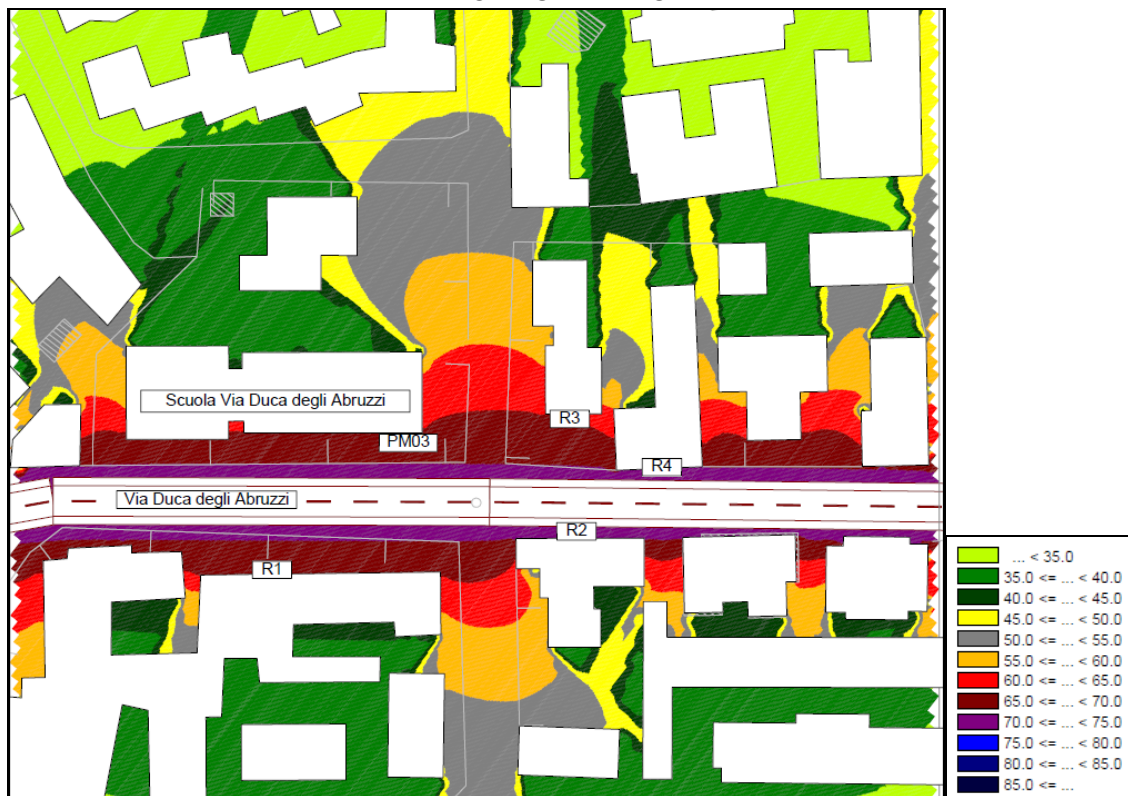 Scuola Via Duca degli Abruzzi
R3
PM03
R4
Via Duca degli Abruzzi
R2
R1
... < 35.0
35.0 <= ... < 40.0
40.0 <= ... < 45.0
45.0 <= ... < 50.0
50.0 <= ... < 55.0
55.0 <= ... < 60.0
60.0 <= ... < 65.0
65.0 <= ... < 70.0
70.0 <= ... < 75.0
75.0 <= ... < 80.0
80.0 <= ... < 85.0
85.0 <= ...